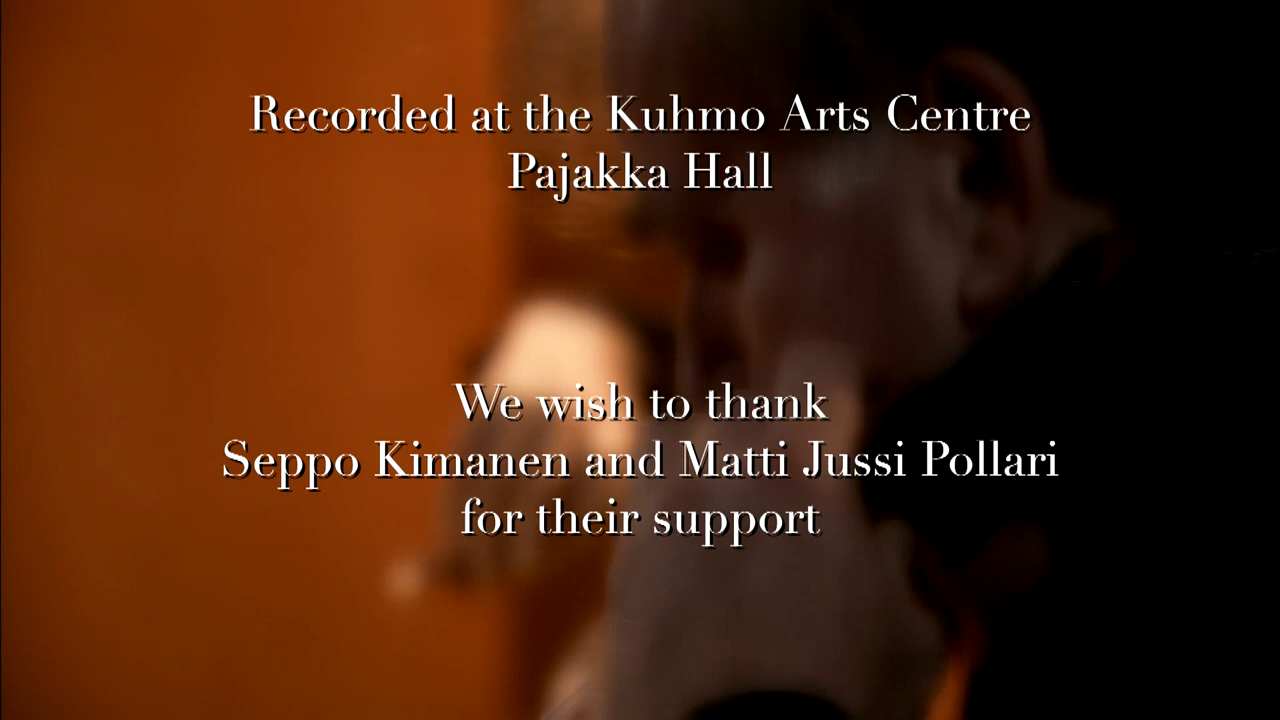 Recorded at the Kuhmo Arts Centre
Pajakka Hall
We wish to thank
Seppo Kimanen and Matti Jussi Pollari
for their support